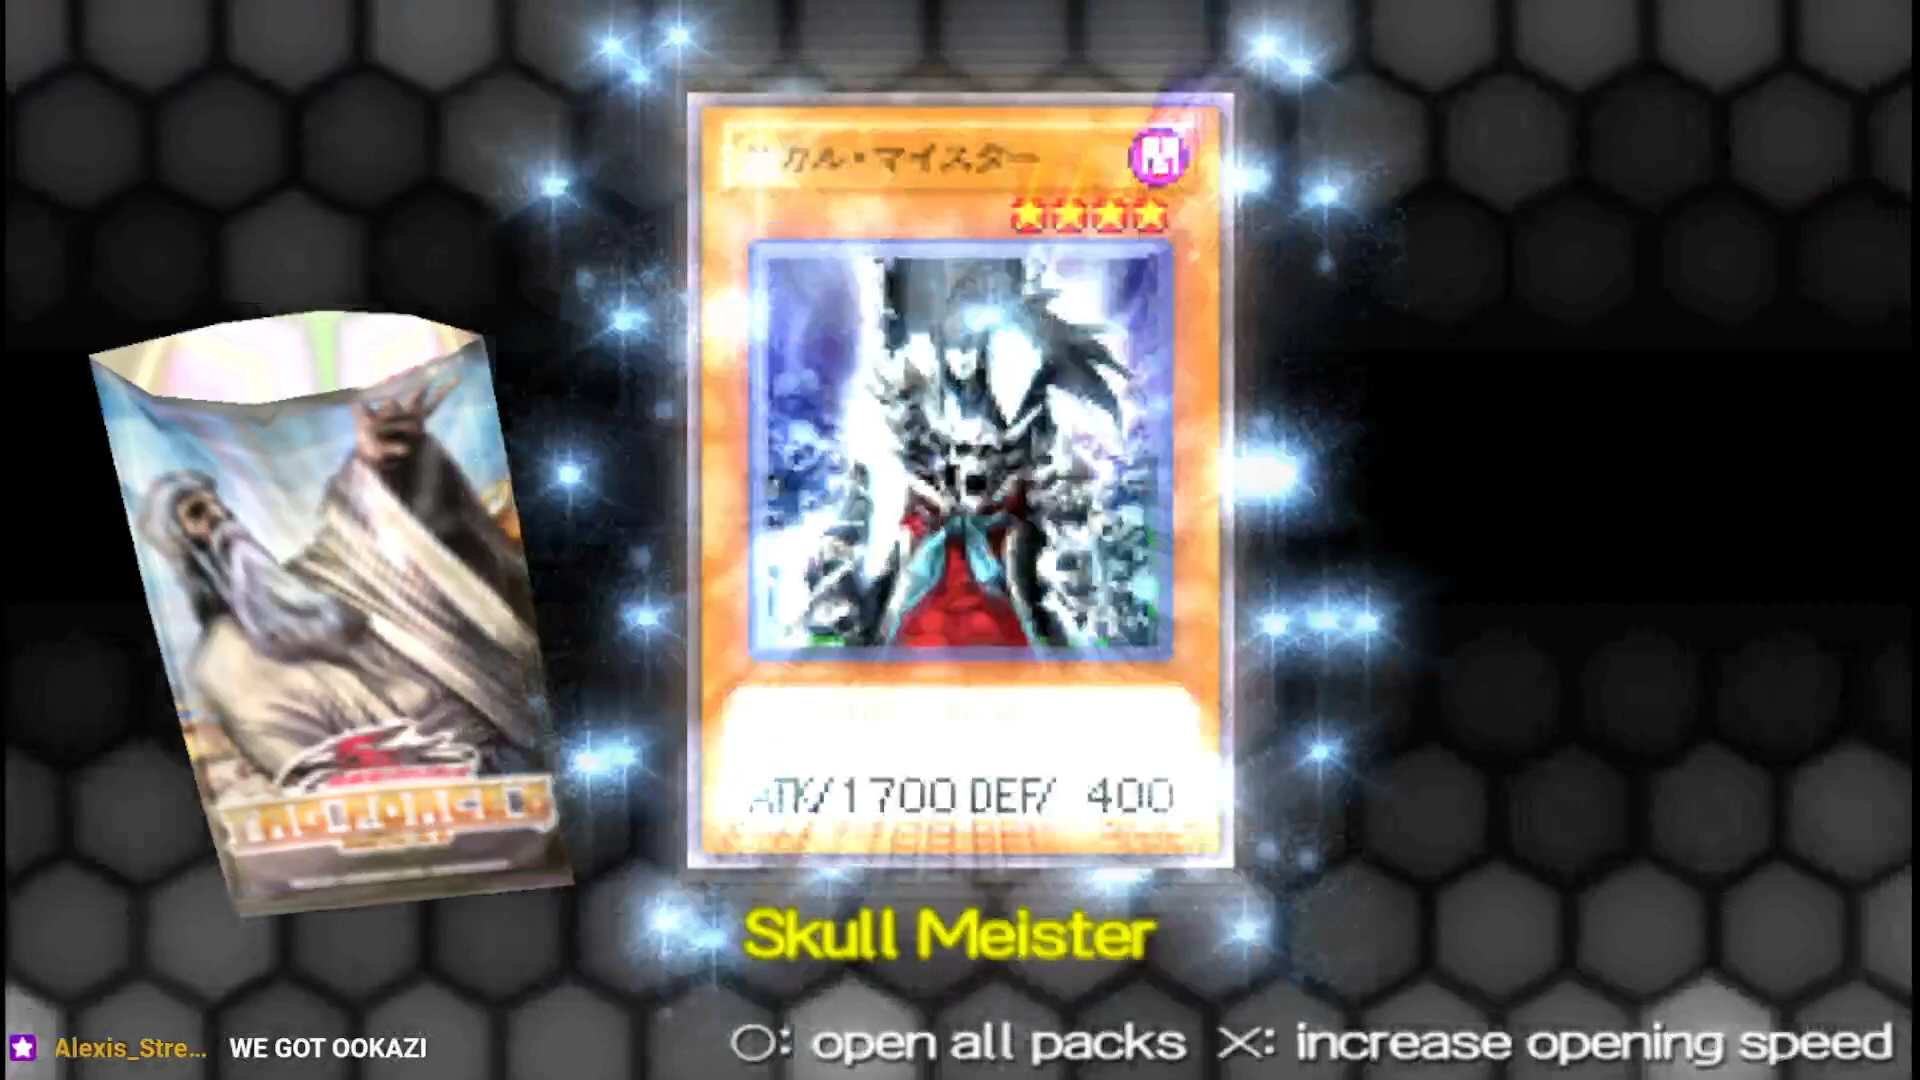 カル・マイスター
ATK/1700 DEF/ 400
Skull Meister
○: open all packs ✕: increase opening speed
Alexis_Stre... WE GOT OOKAZI